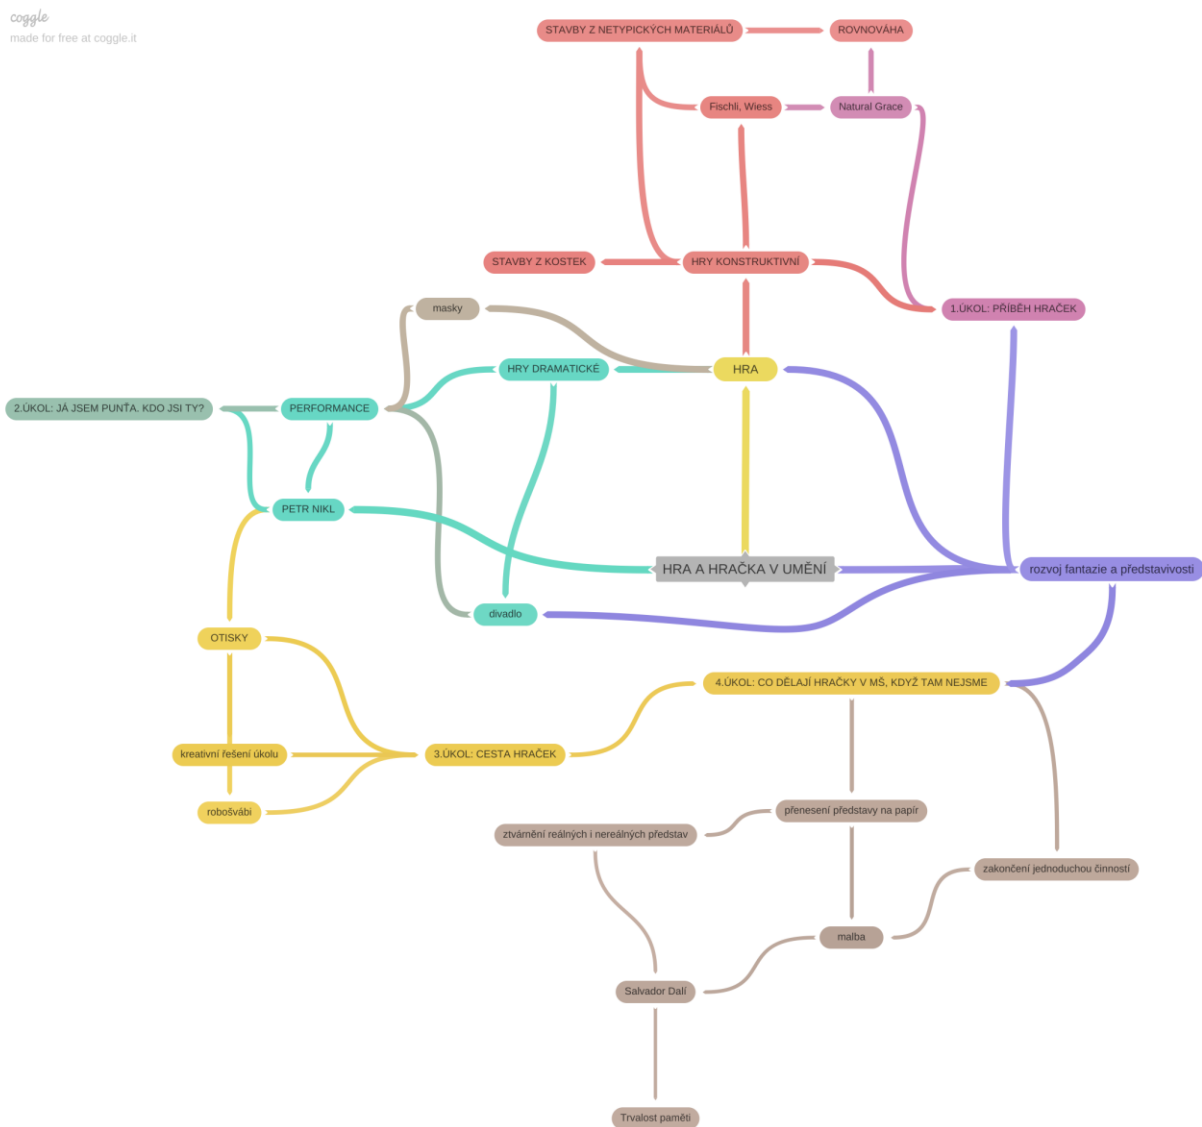 coggle
made for free at coggle.it
STAVBY Z NETYPICKÝCH MATERIÁLŮ
ROVNOVÁHA
Fischli, Wiess
Natural Grace
STAVBY Z KOSTEK
HRY KONSTRUKTIVNÍ
masky
1.ÚKOL: PŘÍBĚH HRAČEK
HRY DRAMATICKÉ
HRA
2.ÚKOL: JÁ JSEM PUNŤA. KDO JSI TY?
PERFORMANCE
PETR NIKL
HRA A HRAČKA V UMĚNÍ
rozvoj fantazie a představivosti
divadlo
OTISKY
4.ÚKOL: CO DĚLAJÍ HRAČKY V MŠ, KDYŽ TAM NEJSME
kreativní řešení úkolu
3.ÚKOL: CESTA HRAČEK
robošvábi
přenesení představy na papír
ztvárnění reálných i nereálných představ
zakončení jednoduchou činností
malba
Salvador Dalí
Trvalost paměti